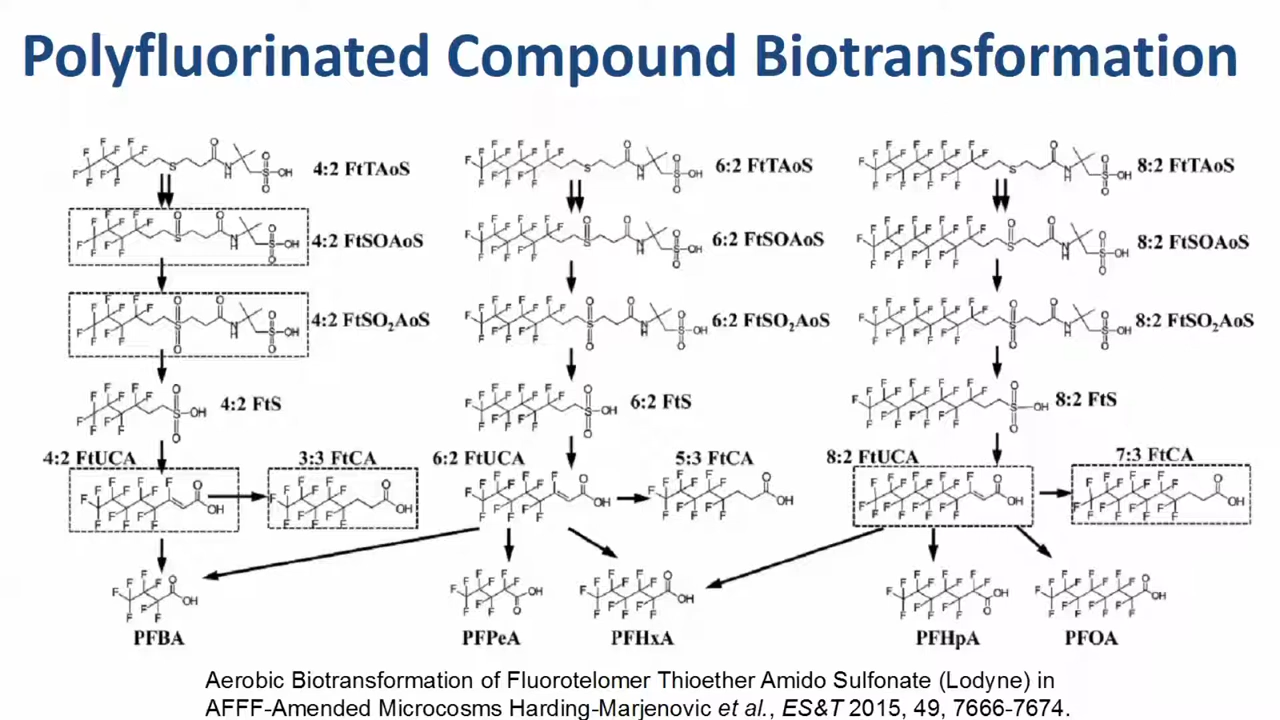 Polyfluorinated Compound Biotransformation
4:2 FtTAoS
6:2 FtTAoS
8:2 FtTAoS
4:2 FtSOAoS
6:2 FtSOAoS
8:2 FtSOAoS
4:2 FtSO₂AoS
6:2 FtSO₂AoS
8:2 FtSO₂AoS
4:2 FtS
6:2 FtS
8:2 FtS
4:2 FtUCA
3:3 FtCA
6:2 FtUCA
5:3 FtCA
8:2 FtUCA
7:3 FtCA
PFBA
PFPeA
PFHxA
PFHpA
PFOA
Aerobic Biotransformation of Fluorotelomer Thioether Amido Sulfonate (Lodyne) in
AFFF-Amended Microcosms Harding-Marjenovic et al., ES&T 2015, 49, 7666-7674.